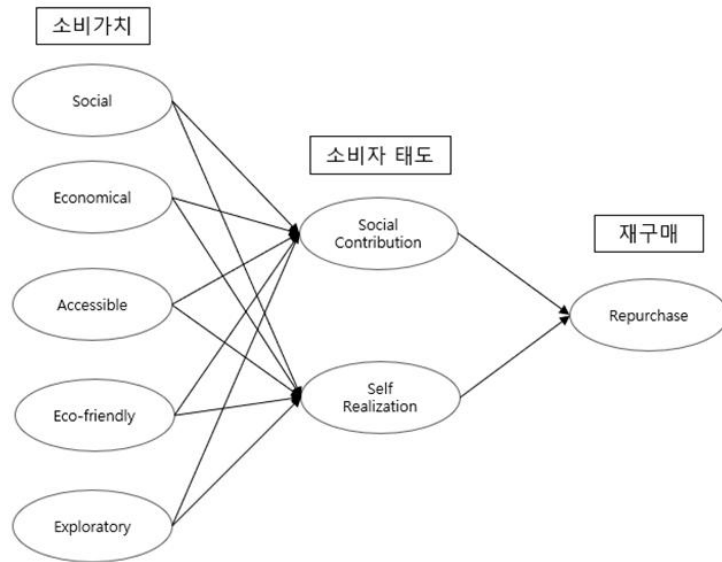 소비가치
Social
Economical
Accessible
Eco-friendly
Exploratory
소비자 태도
Social
Contribution
Self
Realization
재구매
Repurchase